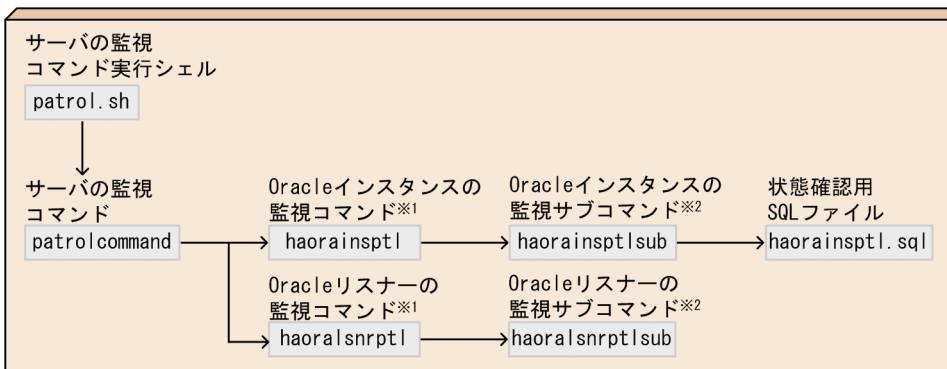 サーバの監視
コマンド実行シェル
patrol.sh
サーバの監視
コマンド
patrolcommand
Oracleインスタンスの
監視コマンド※1
haorainsptl
Oracleインスタンスの
監視サブコマンド※2
haorainsptlsub
状態確認用
SQLファイル
haorainsptl.sql
Oracleリスナーの
監視コマンド※1
haoralsnrptl
Oracleリスナーの
監視サブコマンド※2
haoralsnrptlsub